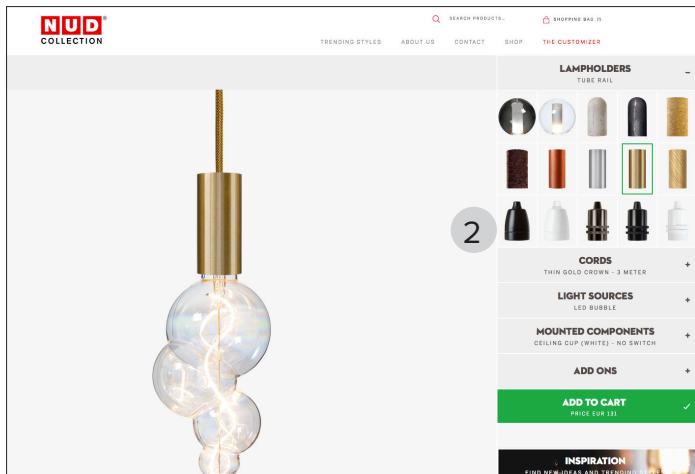 NUD®
COLLECTION
SEARCH PRODUCTS..
SHOPPING BAG (1)
TRENDING STYLES
ABOUT US
CONTACT
SHOP
THE CUSTOMIZER
LAMPHOLDERS
TUBE RAIL
2
CORDS
THIN GOLD CROWN - 3 METER
LIGHT SOURCES
LED BUBBLE
MOUNTED COMPONENTS
CEILING CUP (WHITE) - NO SWITCH
ADD ONS
ADD TO CART
PRICE EUR 131
INSPIRATION
FIND NEW IDEAS AND TRENDING STYLES